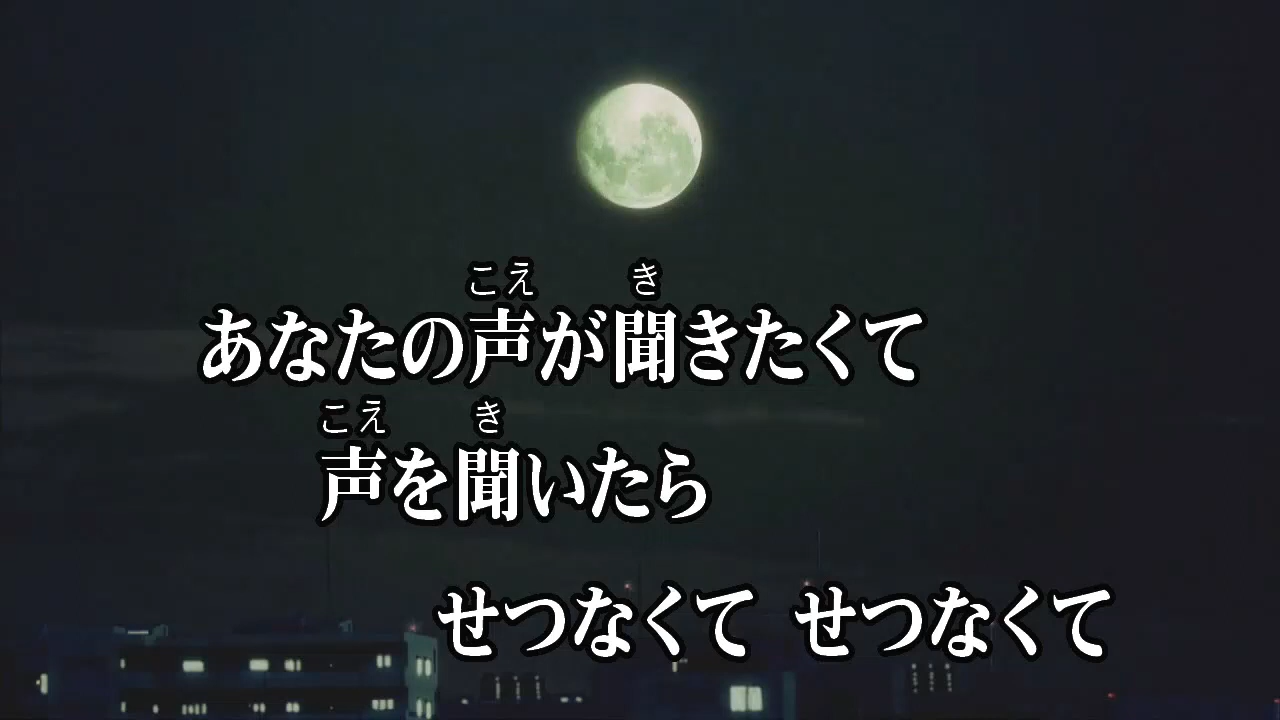 こえ き
あなたの声が聞きたくて
こえ き
声を聞いたら
せつなくて せつなくて